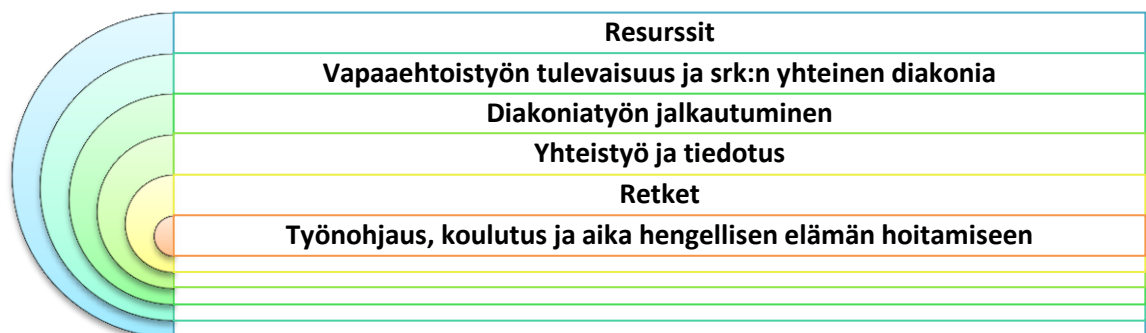 Resurssit
Vapaaehtoistyön tulevaisuus ja srk:n yhteinen diakonia
Diakoniatyön jalkautuminen
Yhteistyö ja tiedotus
Retket
Työnohjaus, koulutus ja aika hengellisen elämän hoitamiseen